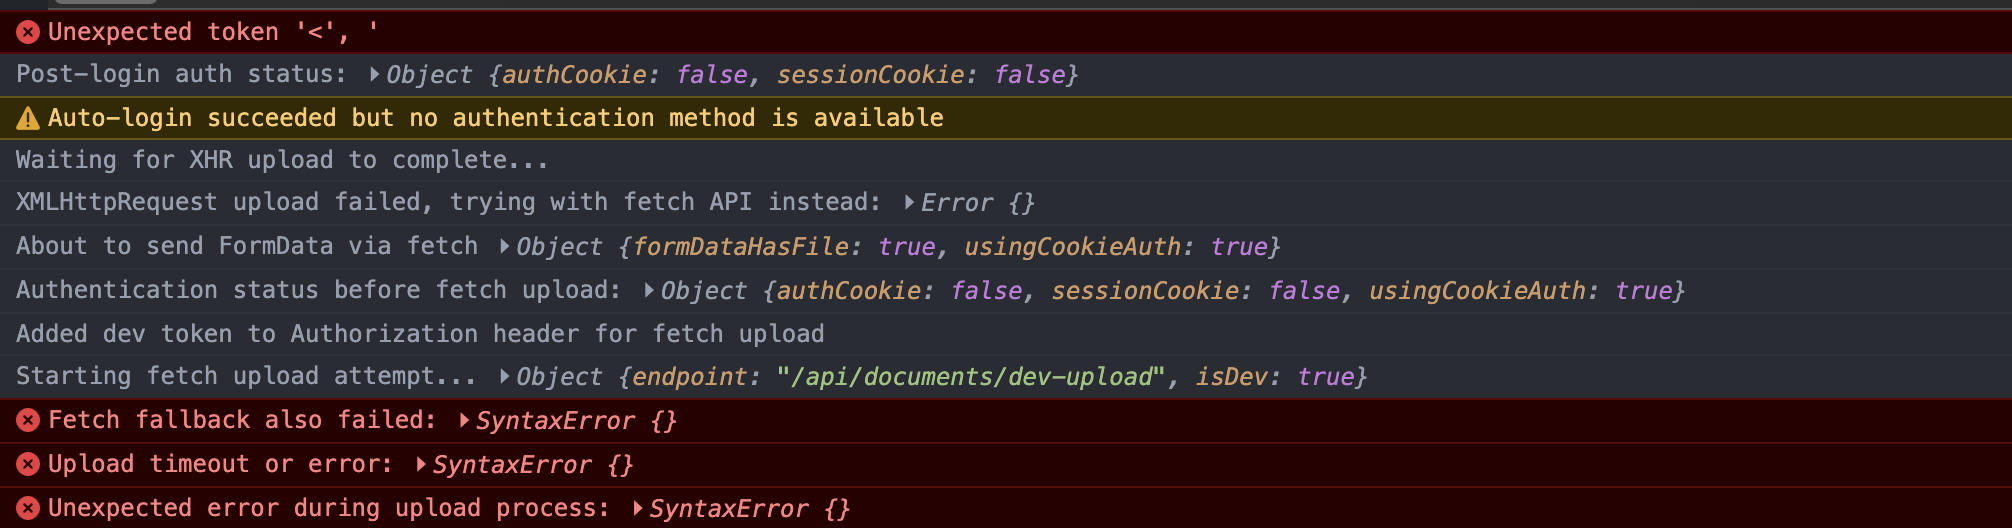 Unexpected token '<', '
Post-login auth status: ▶Object {authCookie: false, sessionCookie: false}
Auto-login succeeded but no authentication method is available
Waiting for XHR upload to complete...
XMLHttpRequest upload failed, trying with fetch API instead: ▶Error {}
About to send FormData via fetch ▶Object {formDataHasFile: true, usingCookieAuth: true}
Authentication status before fetch upload: ▶Object {authCookie: false, sessionCookie: false, usingCookieAuth: true}
Added dev token to Authorization header for fetch upload
Starting fetch upload attempt... ▶Object {endpoint: "/api/documents/dev-upload", isDev: true}
Fetch fallback also failed: ▶SyntaxError {}
Upload timeout or error: ▶SyntaxError {}
Unexpected error during upload process: ▶SyntaxError {}